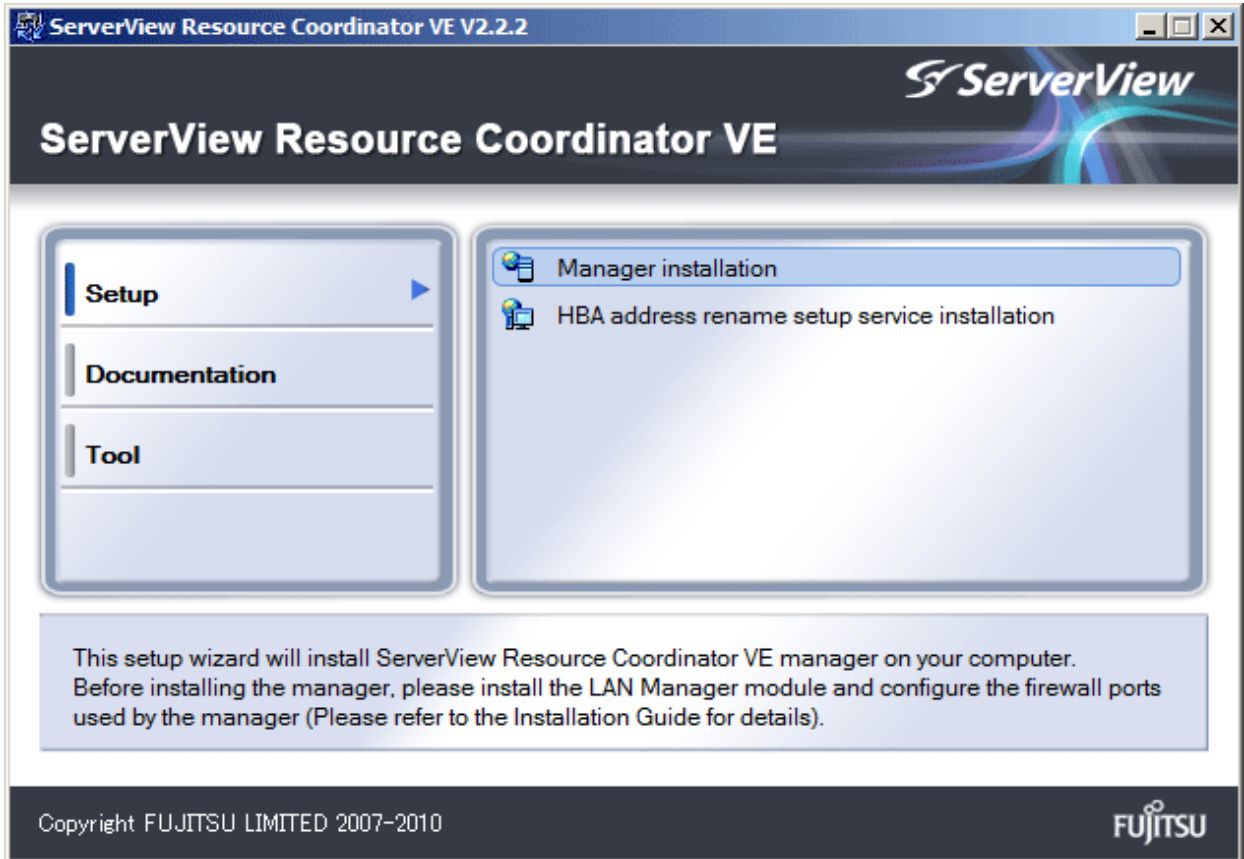 ServerView Resource Coordinator VE V2.2.2
ServerView
ServerView Resource Coordinator VE
Setup
Documentation
Tool
Manager installation
HBA address rename setup service installation
This setup wizard will install ServerView Resource Coordinator VE manager on your computer.
Before installing the manager, please install the LAN Manager module and configure the firewall ports
used by the manager (Please refer to the Installation Guide for details).
Copyright FUJITSU LIMITED 2007-2010
FUJITSU